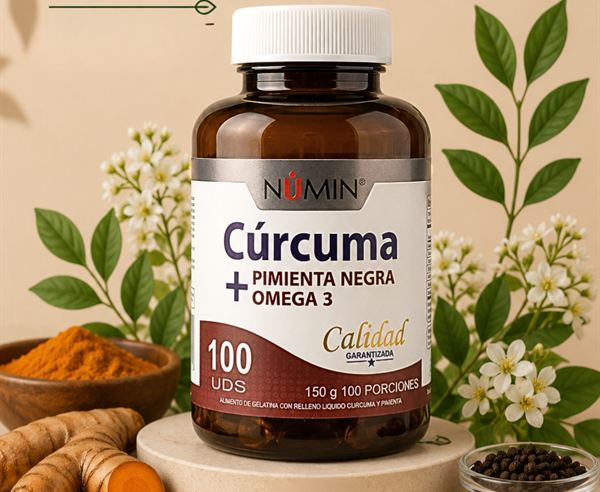 NUMIN®
Cúrcuma
+ PIMIENTA NEGRA
OMEGA 3
Calidad
GARANTIZADA
100
UDS
150 g 100 PORCIONES
ALIMENTO DE GELATINA CON RELLENO LIQUIDO CURCUMA Y PIMIENTA